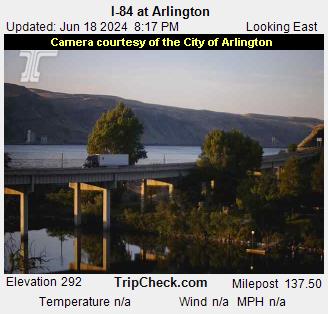 I-84 at Arlington
Updated: Jun 18 2024 8:17 PM Looking East
Camera courtesy of the City of Arlington
Elevation 292 TripCheck.com Milepost 137.50
Temperature n/a Wind n/a MPH n/a